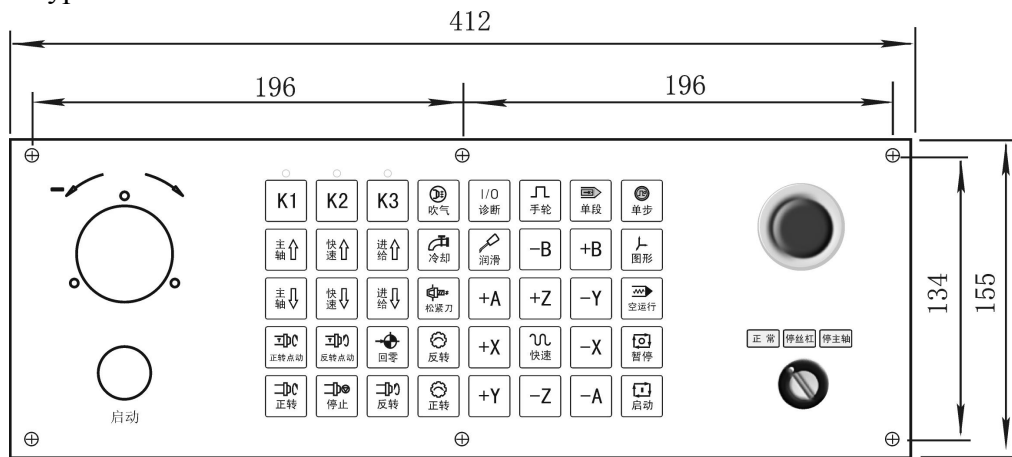 412
196
196
K1 K2 K3 吹气 I/O诊断 手轮 单段 单步
主轴 快速 进给 冷却 润滑 -B +B 图形
主轴 快速 进给 松紧刀 +A +Z -Y 空运行
正转点动 反转点动 回零 反转 +X 快速 -X 暂停
正转 停止 反转 正转 +Y -Z -A 启动
启动
正常 停丝杠 停主轴
134
155